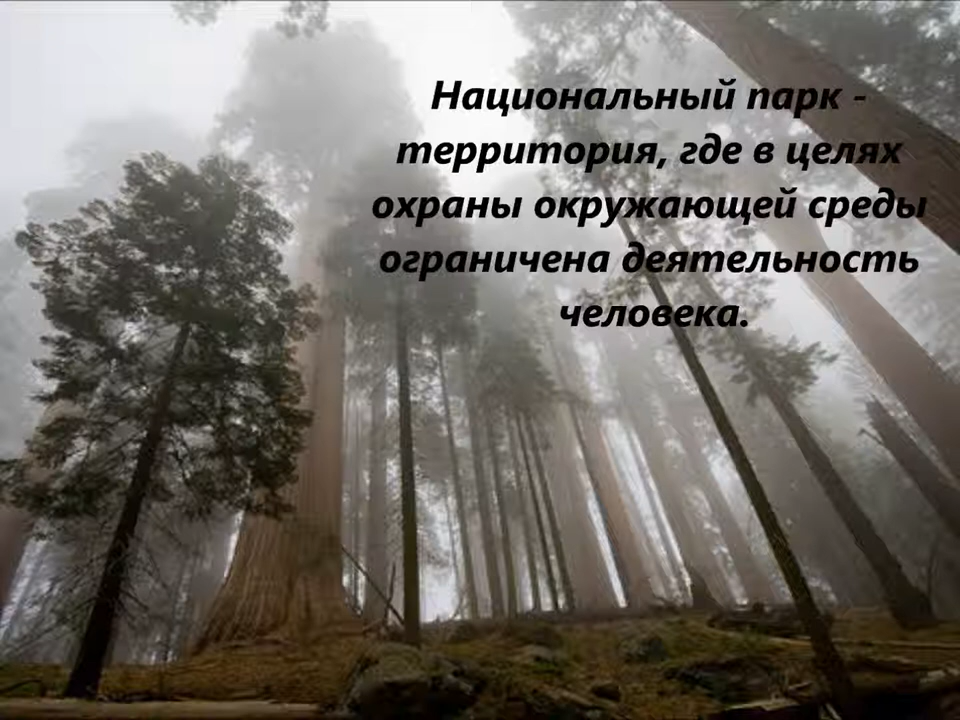 Национальный парк -
территория, где в целях
охраны окружающей среды
ограничена деятельность
человека.